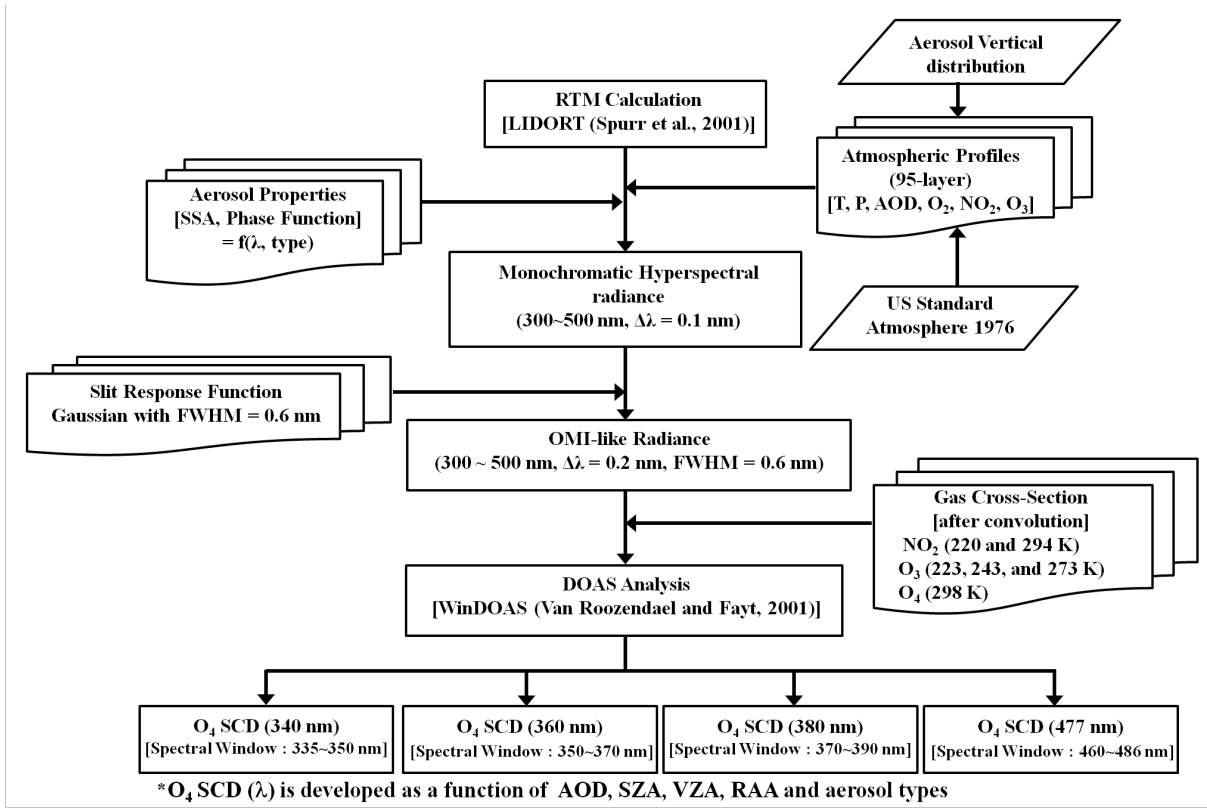 Aerosol Vertical
distribution
RTM Calculation
[LIDORT (Spurr et al., 2001)]
Atmospheric Profiles
(95-layer)
[T, P, AOD, O₂, NO₂, O₃]
Aerosol Properties
[SSA, Phase Function]
= f(λ, type)
Monochromatic Hyperspectral
radiance
(300~500 nm, Δλ = 0.1 nm)
US Standard
Atmosphere 1976
Slit Response Function
Gaussian with FWHM = 0.6 nm
OMI-like Radiance
(300 ~ 500 nm, Δλ = 0.2 nm, FWHM = 0.6 nm)
Gas Cross-Section
[after convolution]
NO₂ (220 and 294 K)
O₃ (223, 243, and 273 K)
O₄ (298 K)
DOAS Analysis
[WinDOAS (Van Roozendael and Fayt, 2001)]
O₄ SCD (340 nm)
[Spectral Window : 335~350 nm]
O₄ SCD (360 nm)
[Spectral Window : 350~370 nm]
O₄ SCD (380 nm)
[Spectral Window : 370~390 nm]
O₄ SCD (477 nm)
[Spectral Window : 460~486 nm]
*O₄ SCD (λ) is developed as a function of AOD, SZA, VZA, RAA and aerosol types